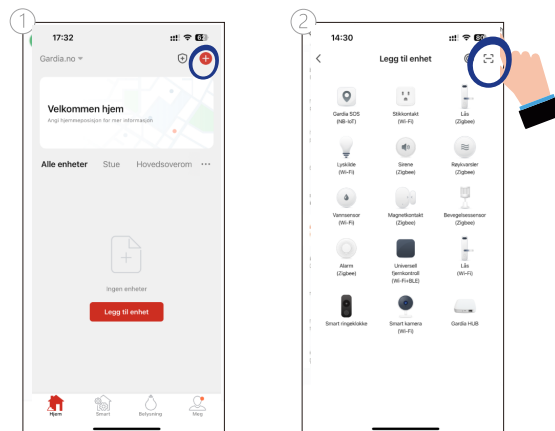 1
17:32
62
Gardia.no
Velkommen hjem
Angi hjemmeposisjon for mer informasjon
Alle enheter Stue Hovedsoverom ...
Ingen enheter
Legg til enhet
Hjem Smart Belysning Meg
2
14:30
Legg til enhet
Gardia SOS
(NB-IoT)
Stikkontakt
(Wi-Fi)
Lås
(Zigbee)
Lyskilde
(Wi-Fi)
Sirene
(Zigbee)
Røykvarsler
(Zigbee)
Vannsensor
(Wi-Fi)
Magnetkontakt
(Zigbee)
Bevegelsessensor
(Zigbee)
Alarm
(Zigbee)
Universell
fjernkontroll
(Wi-Fi+BLE)
Lås
(Wi-Fi)
Smart ringeklokke
Smart kamera
(Wi-Fi)
Gardia HUB